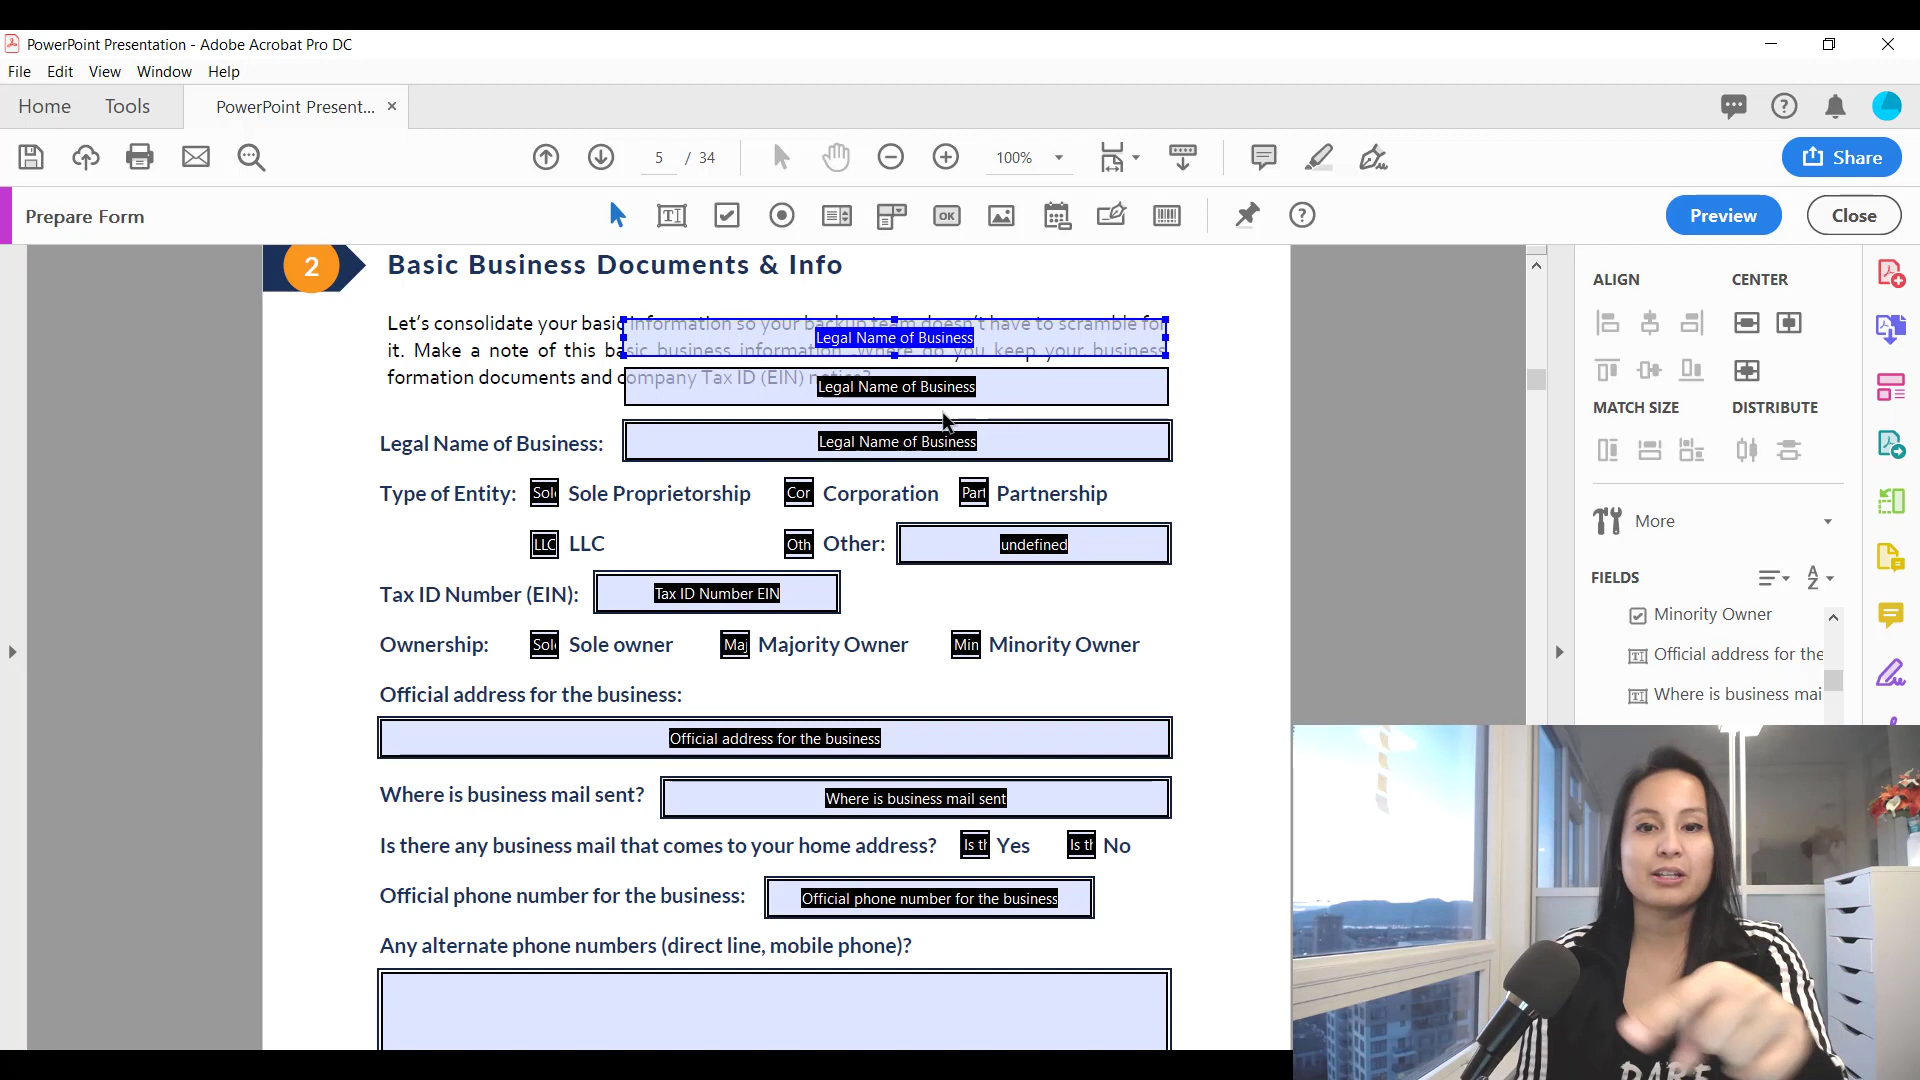 PowerPoint Presentation - Adobe Acrobat Pro DC
File Edit View Window Help
Home Tools PowerPoint Present... ×
5 / 34 100% Share
Prepare Form OK Preview Close
2 Basic Business Documents & Info
Let's consolidate your basic information so your backup team doesn't have to scramble for
Legal Name of Business
it. Make a note of this basic business information. Where do you keep your business
formation documents and company Tax ID (EIN) notice?
Legal Name of Business
Legal Name of Business: Legal Name of Business
Type of Entity: Sole Sole Proprietorship Cor Corporation Part Partnership
LLC LLC Oth Other: undefined
Tax ID Number (EIN): Tax ID Number EIN
Ownership: Sole Sole owner Maj Majority Owner Min Minority Owner
Official address for the business:
Official address for the business
Where is business mail sent? Where is business mail sent
Is there any business mail that comes to your home address? Is th Yes Is th No
Official phone number for the business: Official phone number for the business
Any alternate phone numbers (direct line, mobile phone)?
ALIGN CENTER
MATCH SIZE DISTRIBUTE
More
FIELDS
Minority Owner
Official address for the
Where is business mai
DARE